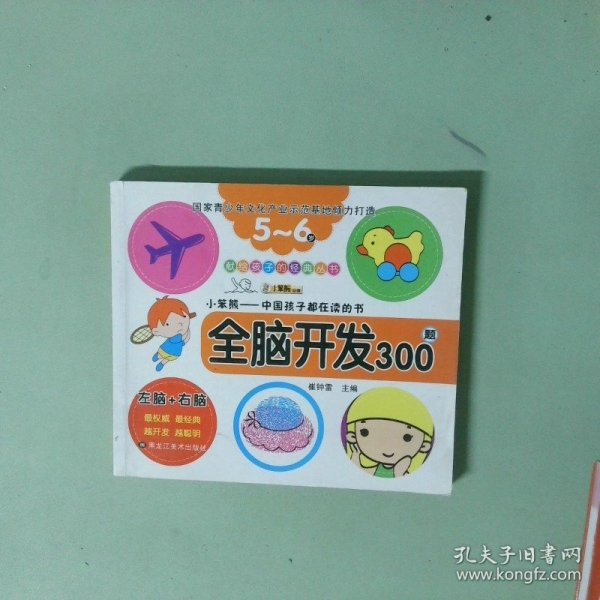 国家青少年文化产业示范基地倾力打造
5~6岁
献给孩子的经典丛书
小笨熊
小笨熊——中国孩子都在读的书
全脑开发300题
崔钟雷 主编
左脑+右脑
最权威 最经典
越开发 越聪明
黑龙江美术出版社
孔夫子旧书网
www.kongfz.com